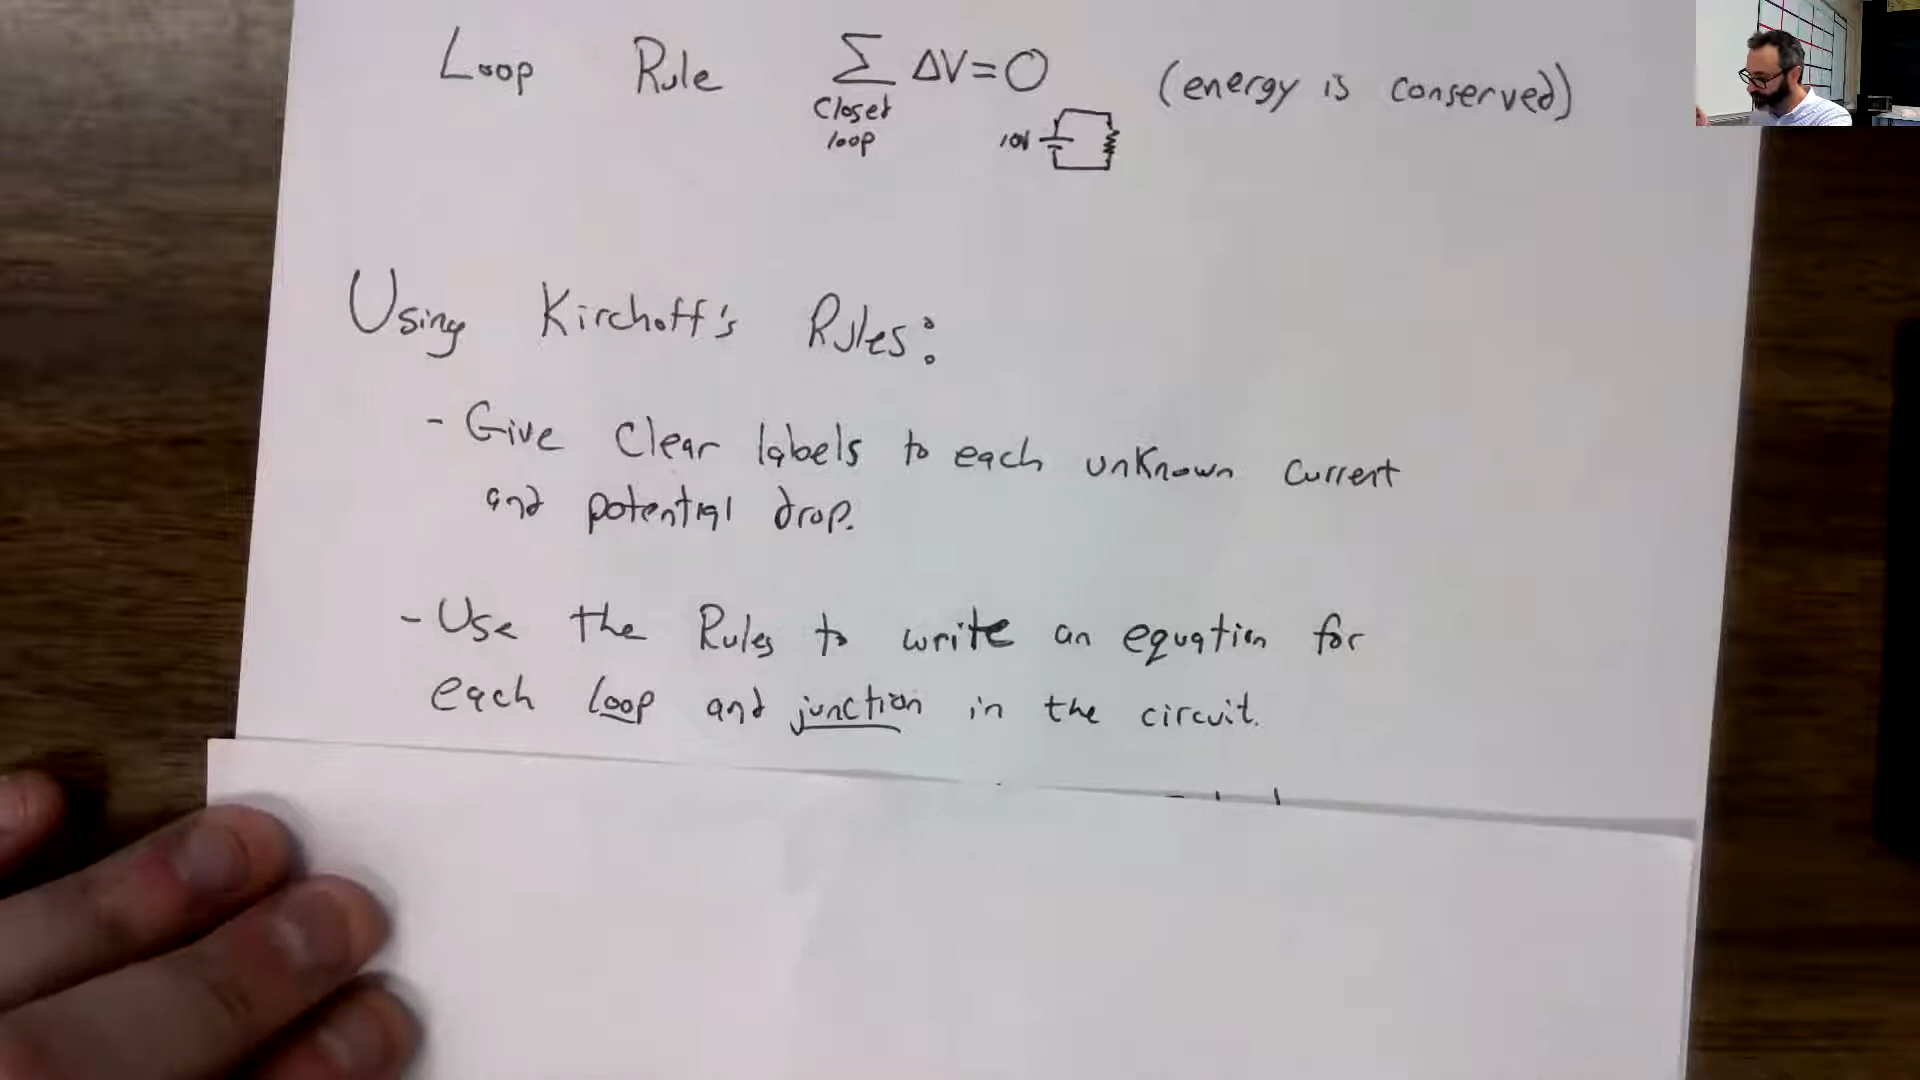 Loop Rule ∑ ΔV=0 (energy is conserved)
Closed
loop
10V
Using Kirchoff's Rules:
- Give Clear labels to each unknown current
and potential drop.
- Use the Rules to write an equation for
each loop and junction in the circuit.